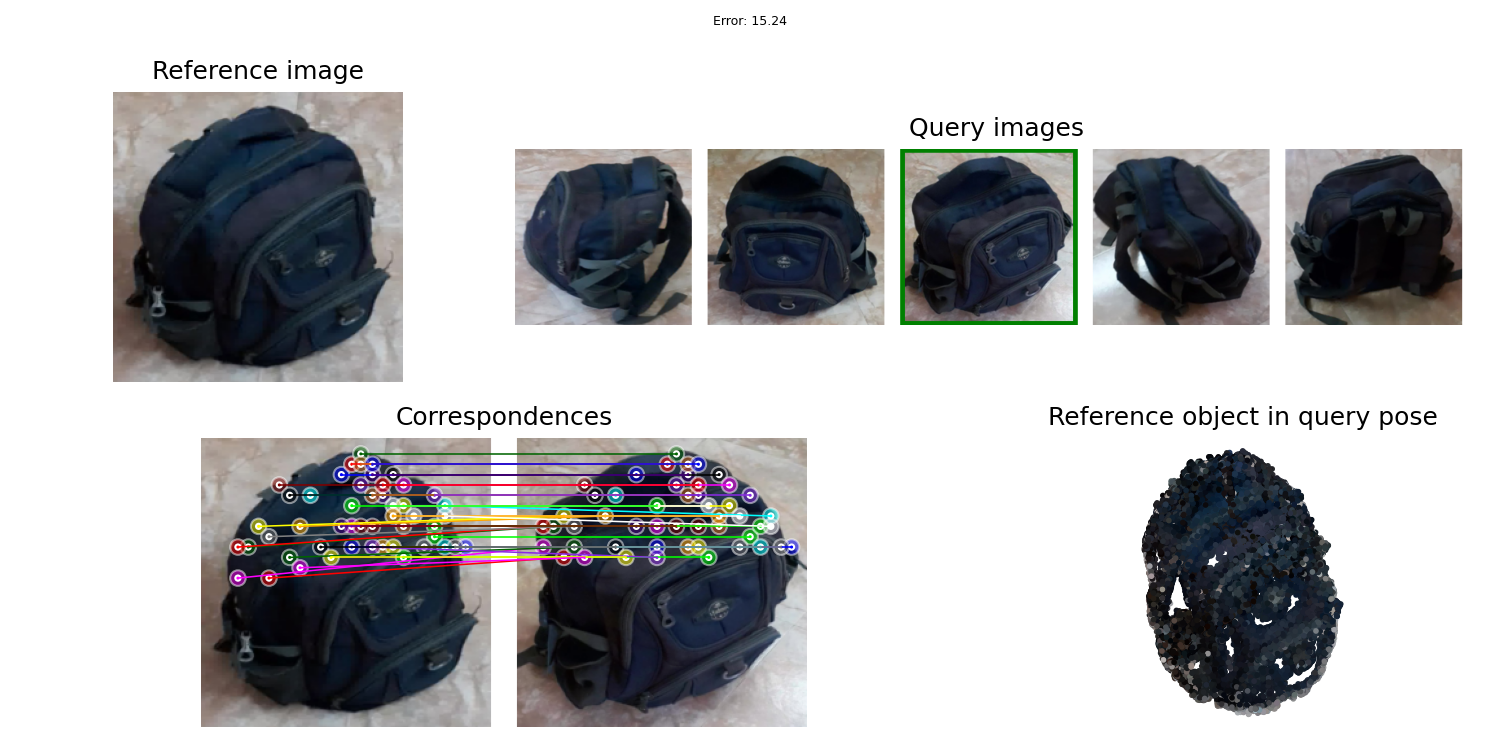 Error: 15.24
Reference image
Query images
Correspondences
Reference object in query pose